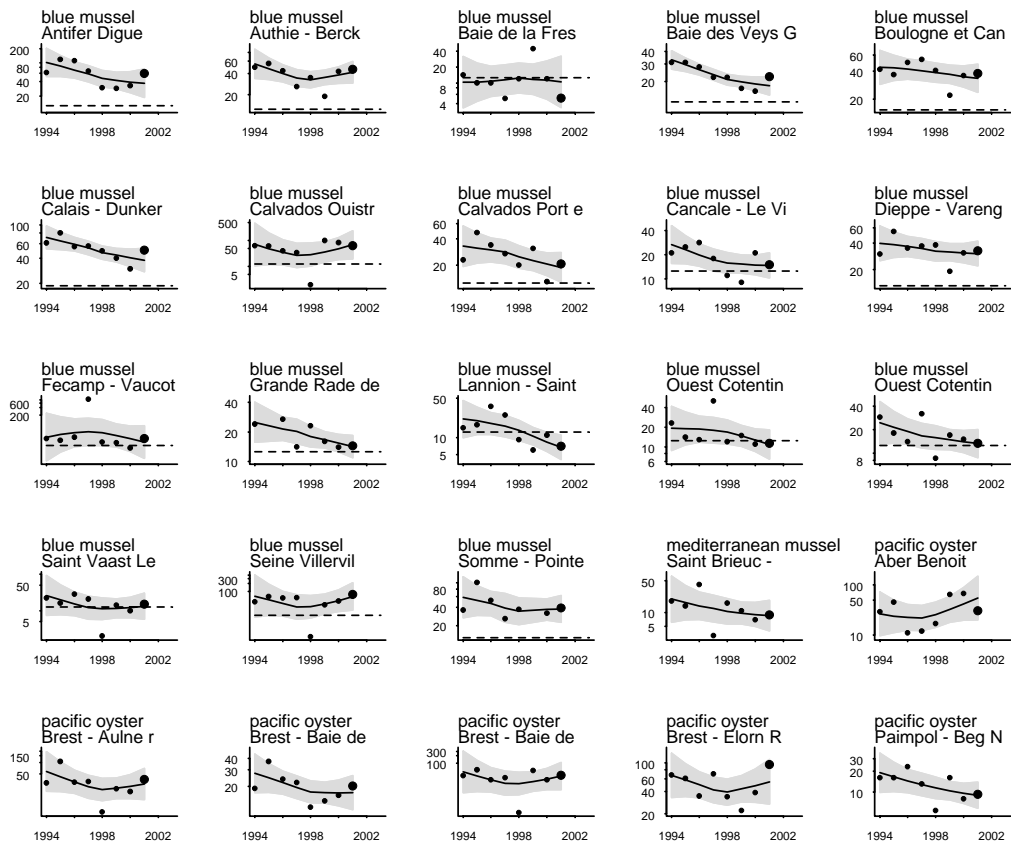 blue mussel
Antifer Digue
200
80
40
20
1994 1998 2002
blue mussel
Authie - Berck
60
40
20
1994 1998 2002
blue mussel
Baie de la Fres
40
20
8
4
1994 1998 2002
blue mussel
Baie des Veys G
40
30
20
1994 1998 2002
blue mussel
Boulogne et Can
60
40
20
1994 1998 2002
blue mussel
Calais - Dunker
100
60
40
20
1994 1998 2002
blue mussel
Calvados Ouistr
500
50
5
1994 1998 2002
blue mussel
Calvados Port e
60
40
20
1994 1998 2002
blue mussel
Cancale - Le Vi
40
20
10
1994 1998 2002
blue mussel
Dieppe - Vareng
60
40
20
1994 1998 2002
blue mussel
Fecamp - Vaucot
600
200
1994 1998 2002
blue mussel
Grande Rade de
40
20
10
1994 1998 2002
blue mussel
Lannion - Saint
50
10
5
1994 1998 2002
blue mussel
Ouest Cotentin
40
20
10
6
1994 1998 2002
blue mussel
Ouest Cotentin
40
20
8
1994 1998 2002
blue mussel
Saint Vaast Le
50
5
1994 1998 2002
blue mussel
Seine Villervil
300
100
1994 1998 2002
blue mussel
Somme - Pointe
80
40
20
1994 1998 2002
mediterranean mussel
Saint Brieuc -
50
10
5
1994 1998 2002
pacific oyster
Aber Benoit
100
50
10
1994 1998 2002
pacific oyster
Brest - Aulne r
150
50
1994 1998 2002
pacific oyster
Brest - Baie de
40
30
20
1994 1998 2002
pacific oyster
Brest - Baie de
300
100
1994 1998 2002
pacific oyster
Brest - Elorn R
100
60
40
20
1994 1998 2002
pacific oyster
Paimpol - Beg N
30
20
10
1994 1998 2002